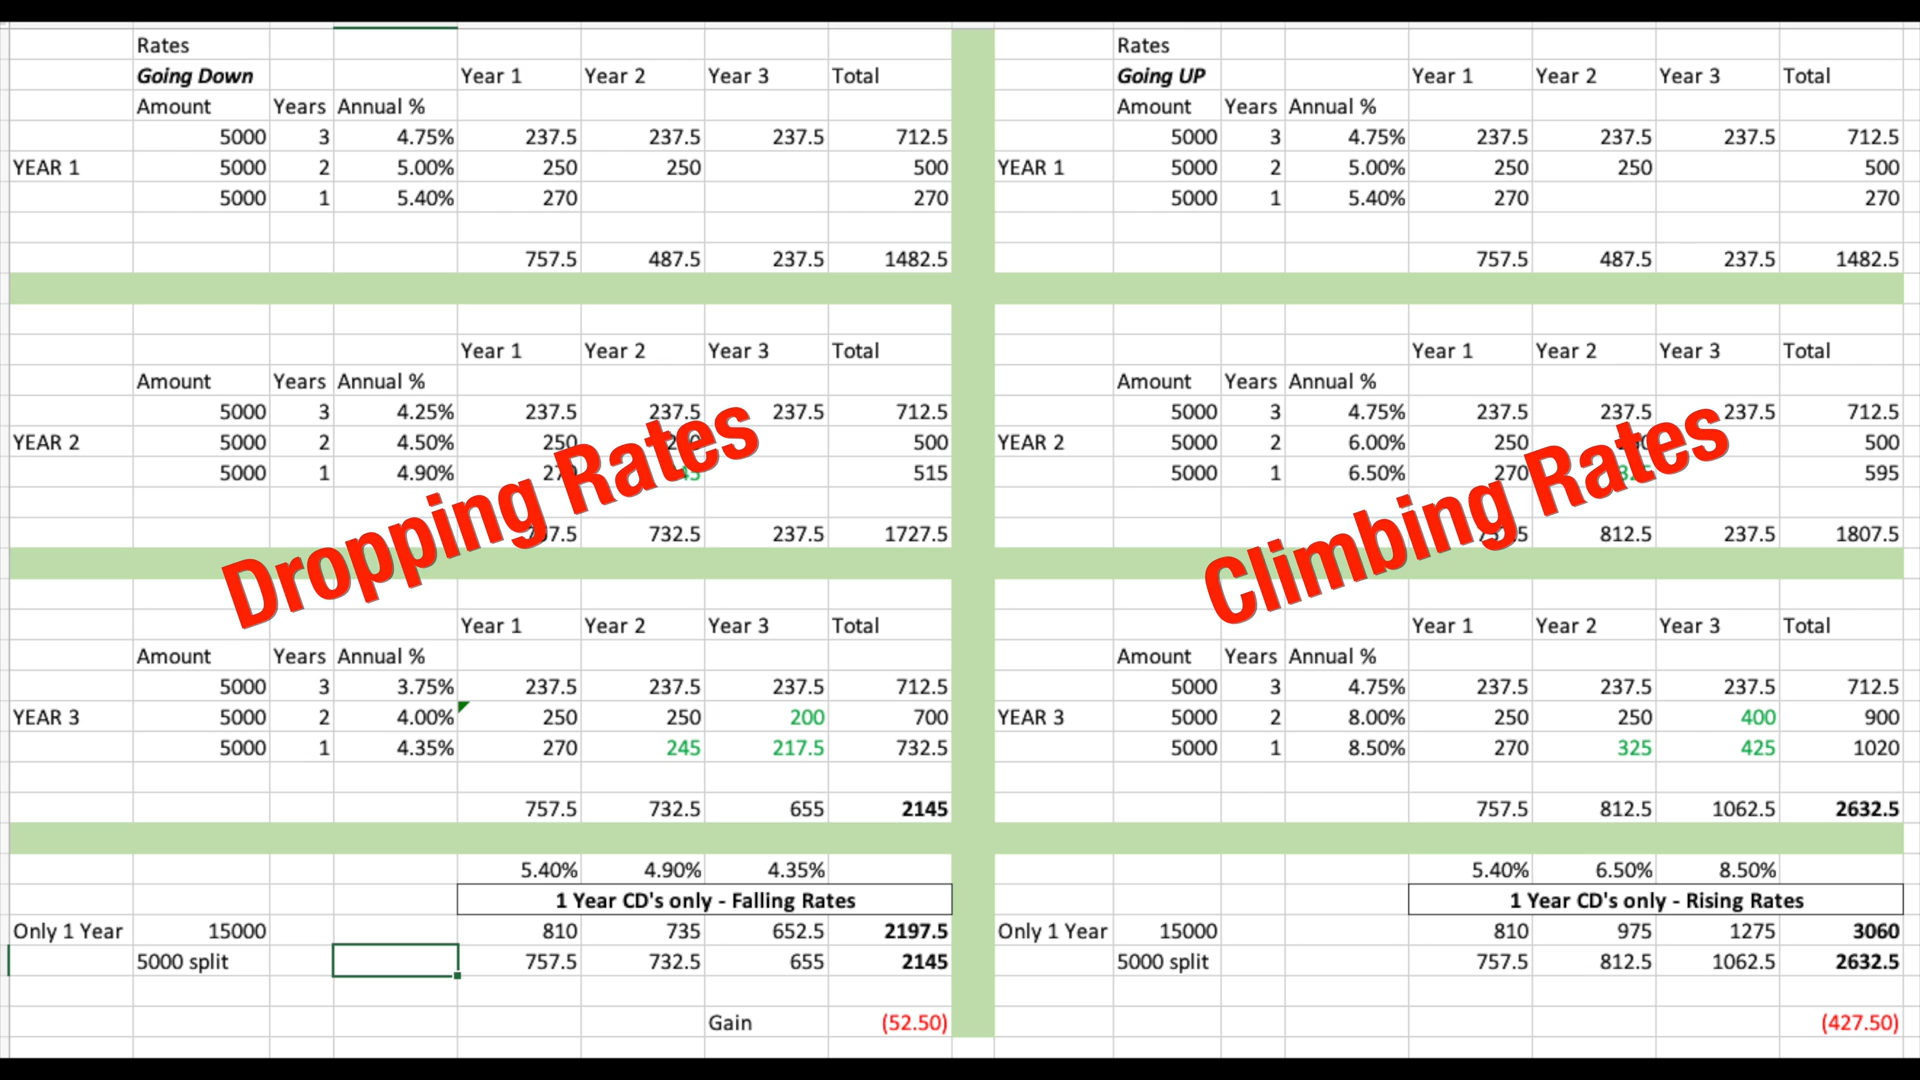 Rates Rates
Going Down Year 1 Year 2 Year 3 Total Going UP Year 1 Year 2 Year 3 Total
Amount Years Annual % Amount Years Annual %
5000 3 4.75% 237.5 237.5 237.5 712.5 5000 3 4.75% 237.5 237.5 237.5 712.5
YEAR 1 5000 2 5.00% 250 250 500 YEAR 1 5000 2 5.00% 250 250 500
5000 1 5.40% 270 270 5000 1 5.40% 270 270
757.5 487.5 237.5 1482.5 757.5 487.5 237.5 1482.5
Year 1 Year 2 Year 3 Total Year 1 Year 2 Year 3 Total
Amount Years Annual % Amount Years Annual %
5000 3 4.25% 237.5 237.5 237.5 712.5 5000 3 4.75% 237.5 237.5 237.5 712.5
YEAR 2 5000 2 4.50% 250 500 YEAR 2 5000 2 6.00% 250 500
5000 1 4.90% 270 515 5000 1 6.50% 270 595
732.5 237.5 1727.5 812.5 237.5 1807.5
Dropping Rates Climbing Rates
Year 1 Year 2 Year 3 Total Year 1 Year 2 Year 3 Total
Amount Years Annual % Amount Years Annual %
5000 3 3.75% 237.5 237.5 237.5 712.5 5000 3 4.75% 237.5 237.5 237.5 712.5
YEAR 3 5000 2 4.00% 250 250 200 700 YEAR 3 5000 2 8.00% 250 250 400 900
5000 1 4.35% 270 245 217.5 732.5 5000 1 8.50% 270 325 425 1020
757.5 732.5 655 2145 757.5 812.5 1062.5 2632.5
5.40% 4.90% 4.35% 5.40% 6.50% 8.50%
1 Year CD's only - Falling Rates 1 Year CD's only - Rising Rates
Only 1 Year 15000 810 735 652.5 2197.5 Only 1 Year 15000 810 975 1275 3060
5000 split 757.5 732.5 655 2145 5000 split 757.5 812.5 1062.5 2632.5
Gain (52.50) (427.50)